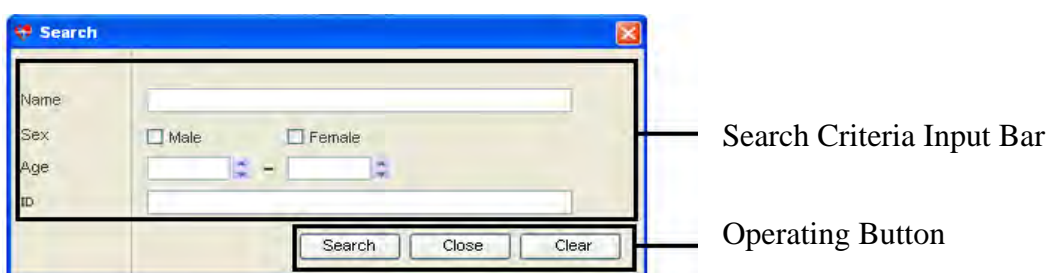 Search
Name
Sex Male Female
Age –
ID
Search Close Clear
Search Criteria Input Bar
Operating Button